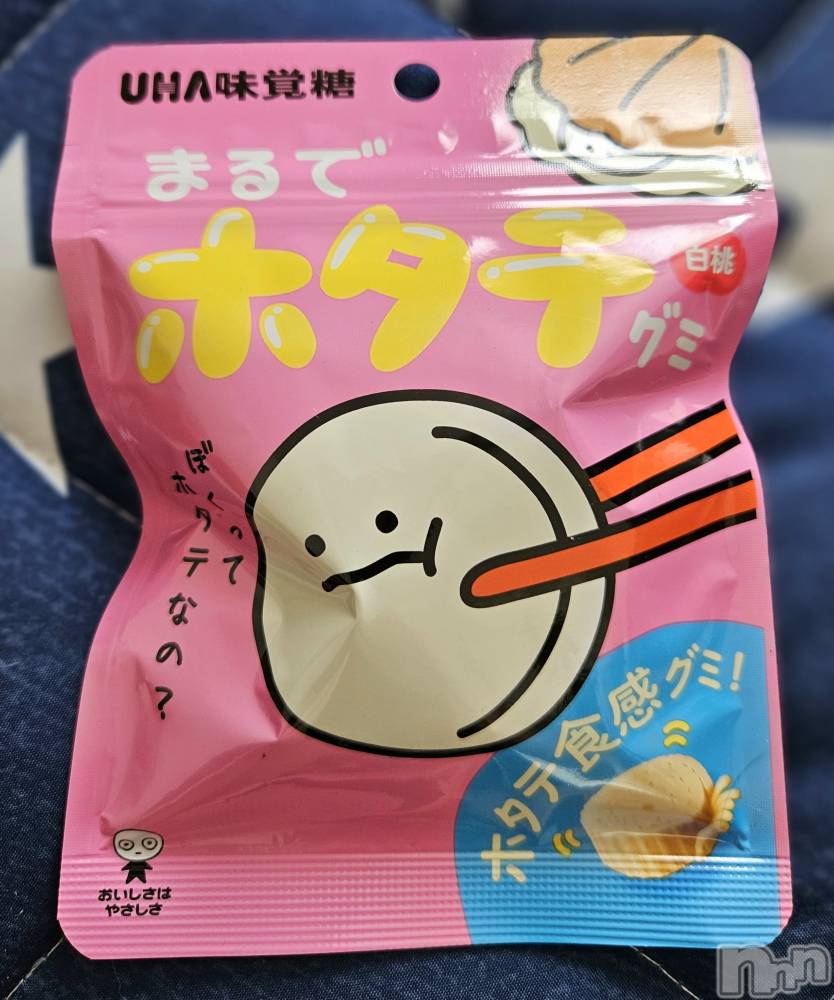 UHA味覚糖
まるで
ホタテ
白桃
グミ
ぼくって
ホタテなの?
ホタテ食感グミ!
おいしさは
やさしさ
nnn